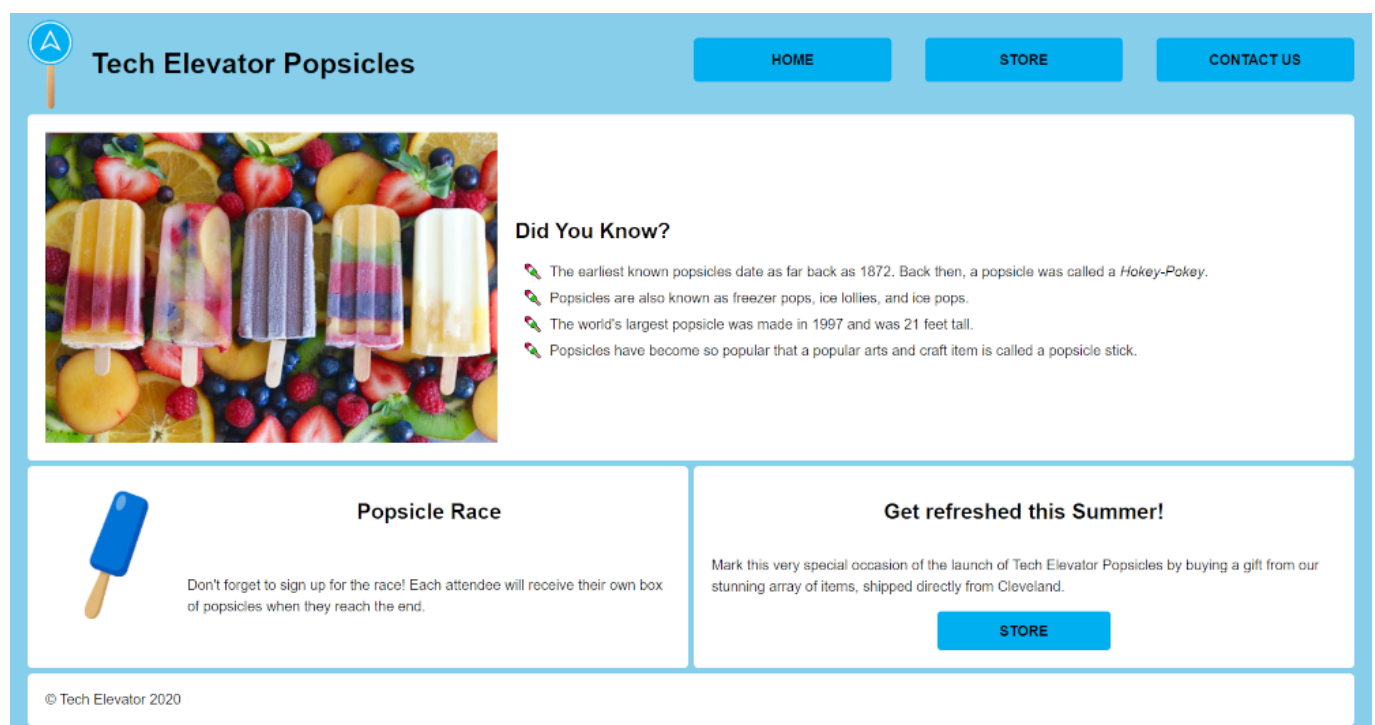 Tech Elevator Popsicles
HOME
STORE
CONTACT US
Did You Know?
The earliest known popsicles date as far back as 1872. Back then, a popsicle was called a Hokey-Pokey.
Popsicles are also known as freezer pops, ice lollies, and ice pops.
The world's largest popsicle was made in 1997 and was 21 feet tall.
Popsicles have become so popular that a popular arts and craft item is called a popsicle stick.
Popsicle Race
Don't forget to sign up for the race! Each attendee will receive their own box
of popsicles when they reach the end.
Get refreshed this Summer!
Mark this very special occasion of the launch of Tech Elevator Popsicles by buying a gift from our
stunning array of items, shipped directly from Cleveland.
STORE
© Tech Elevator 2020